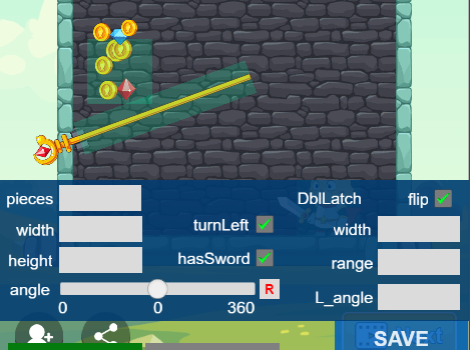 pieces DblLatch flip
width turnLeft width
height hasSword range
angle R L_angle
0 0 360
SAVE